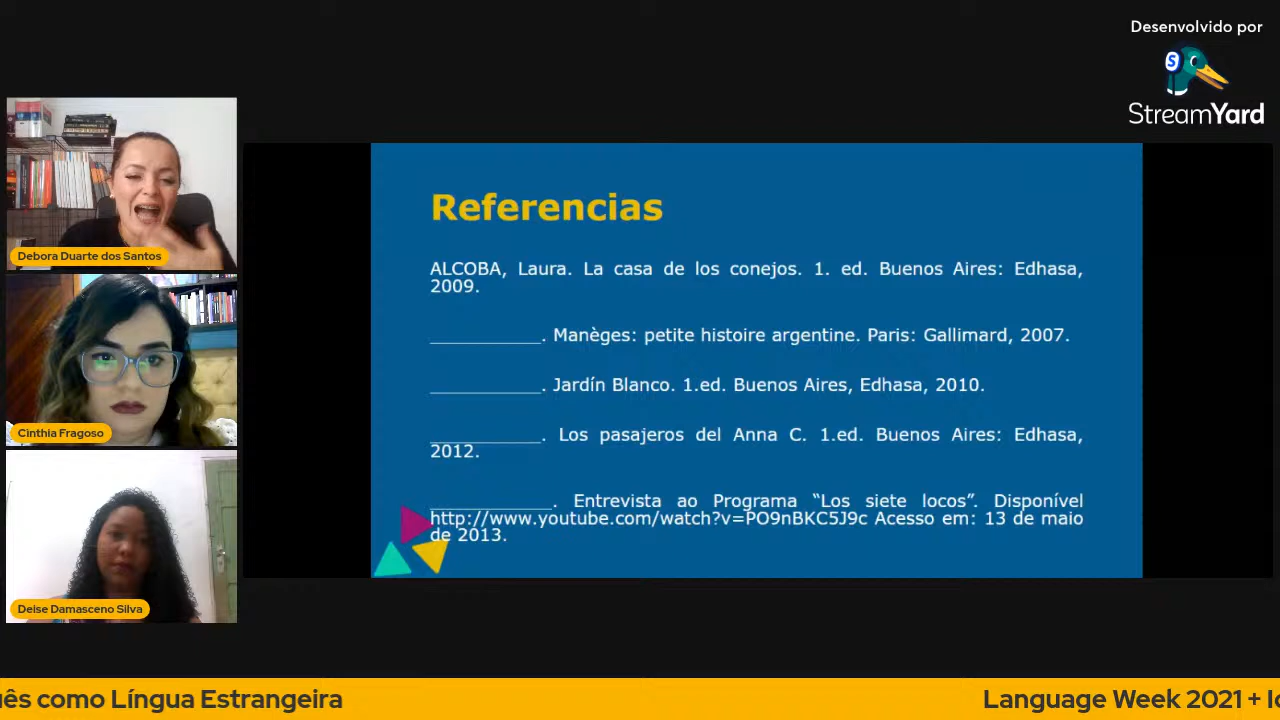 Desenvolvido por
StreamYard
Debora Duarte dos Santos
Cinthia Fragoso
Deise Damasceno Silva
Referencias
ALCOBA, Laura. La casa de los conejos. 1. ed. Buenos Aires: Edhasa,
2009.
___________. Manèges: petite histoire argentine. Paris: Gallimard, 2007.
___________. Jardín Blanco. 1.ed. Buenos Aires, Edhasa, 2010.
___________. Los pasajeros del Anna C. 1.ed. Buenos Aires: Edhasa,
2012.
____________. Entrevista ao Programa “Los siete locos”. Disponível
http://www.youtube.com/watch?v=PO9nBKC5J9c Acesso em: 13 de maio
de 2013.
uês como Língua Estrangeira
Language Week 2021 + Ic